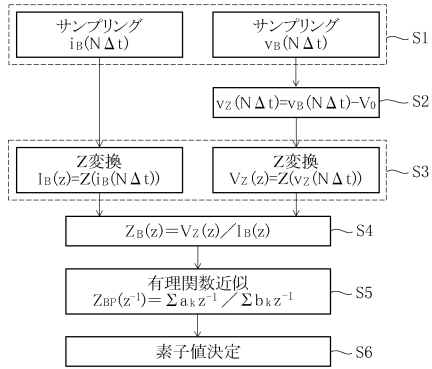 サンプリング
iB(NΔt)
サンプリング
vB(NΔt)
S1
vZ(NΔt)=vB(NΔt)−V0
S2
Z変換
IB(z)=Z(iB(NΔt))
Z変換
VZ(z)=Z(vZ(NΔt))
S3
ZB(z)=VZ(z)／IB(z)
S4
有理関数近似
ZBP(z-1)=Σakz-1／Σbkz-1
S5
素子値決定
S6